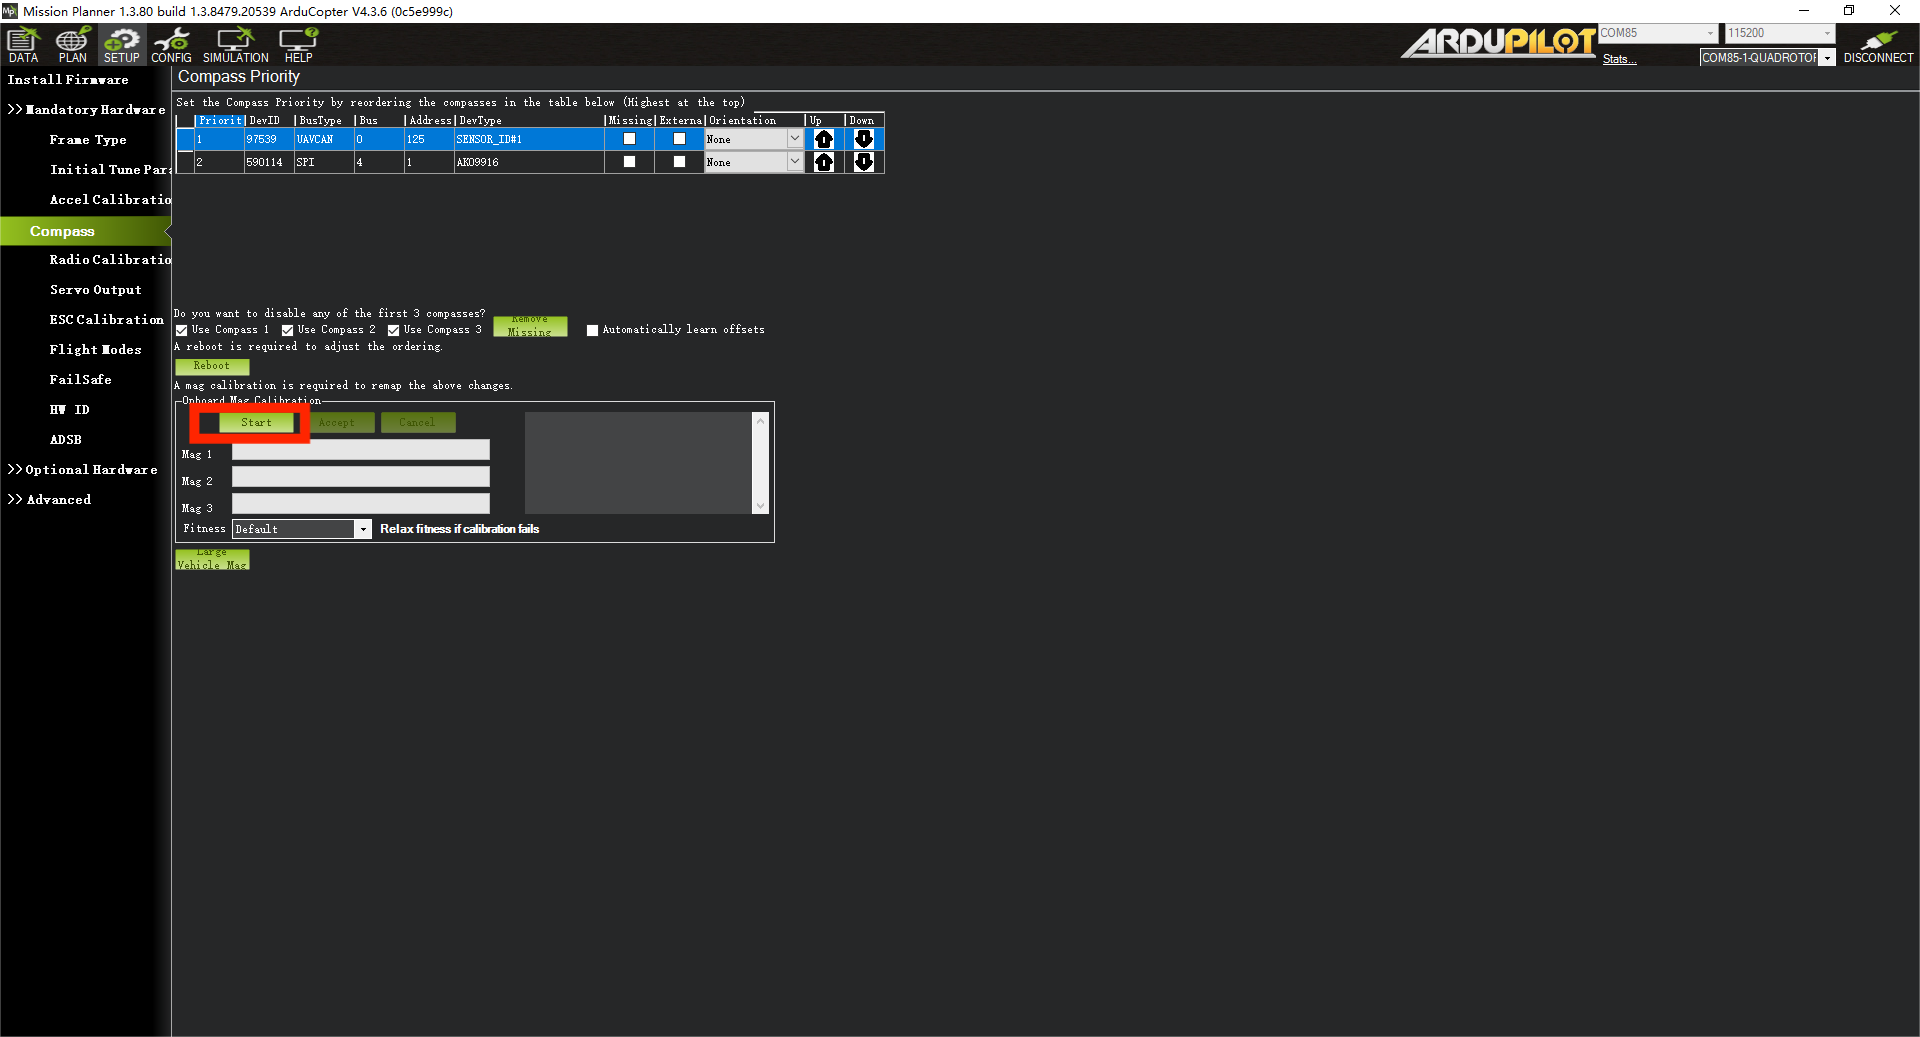 Mission Planner 1.3.80 build 1.3.8479.20539 ArduCopter V4.3.6 (0c5e999c)
DATA PLAN SETUP CONFIG SIMULATION HELP
ARDUPILOT
COM85 115200
Stats... COM85-1-QUADROTOR DISCONNECT
Install Firmware
>> Mandatory Hardware
Frame Type
Initial Tune Para
Accel Calibratio
Compass
Radio Calibratio
Servo Output
ESC Calibration
Flight Modes
FailSafe
HW ID
ADSB
>> Optional Hardware
>> Advanced
Compass Priority
Set the Compass Priority by reordering the compasses in the table below (Highest at the top)
Priorit DevID BusType Bus Address DevType Missing Externa Orientation Up Down
1 97539 UAVCAN 0 125 SENSOR_ID#1 None
2 590114 SPI 4 1 AK09916 None
Do you want to disable any of the first 3 compasses?
Use Compass 1 Use Compass 2 Use Compass 3 Remove Missing Automatically learn offsets
A reboot is required to adjust the ordering.
Reboot
A mag calibration is required to remap the above changes.
Onboard Mag Calibration
Start Accept Cancel
Mag 1
Mag 2
Mag 3
Fitness Default Relax fitness if calibration fails
Large
Vehicle Mag